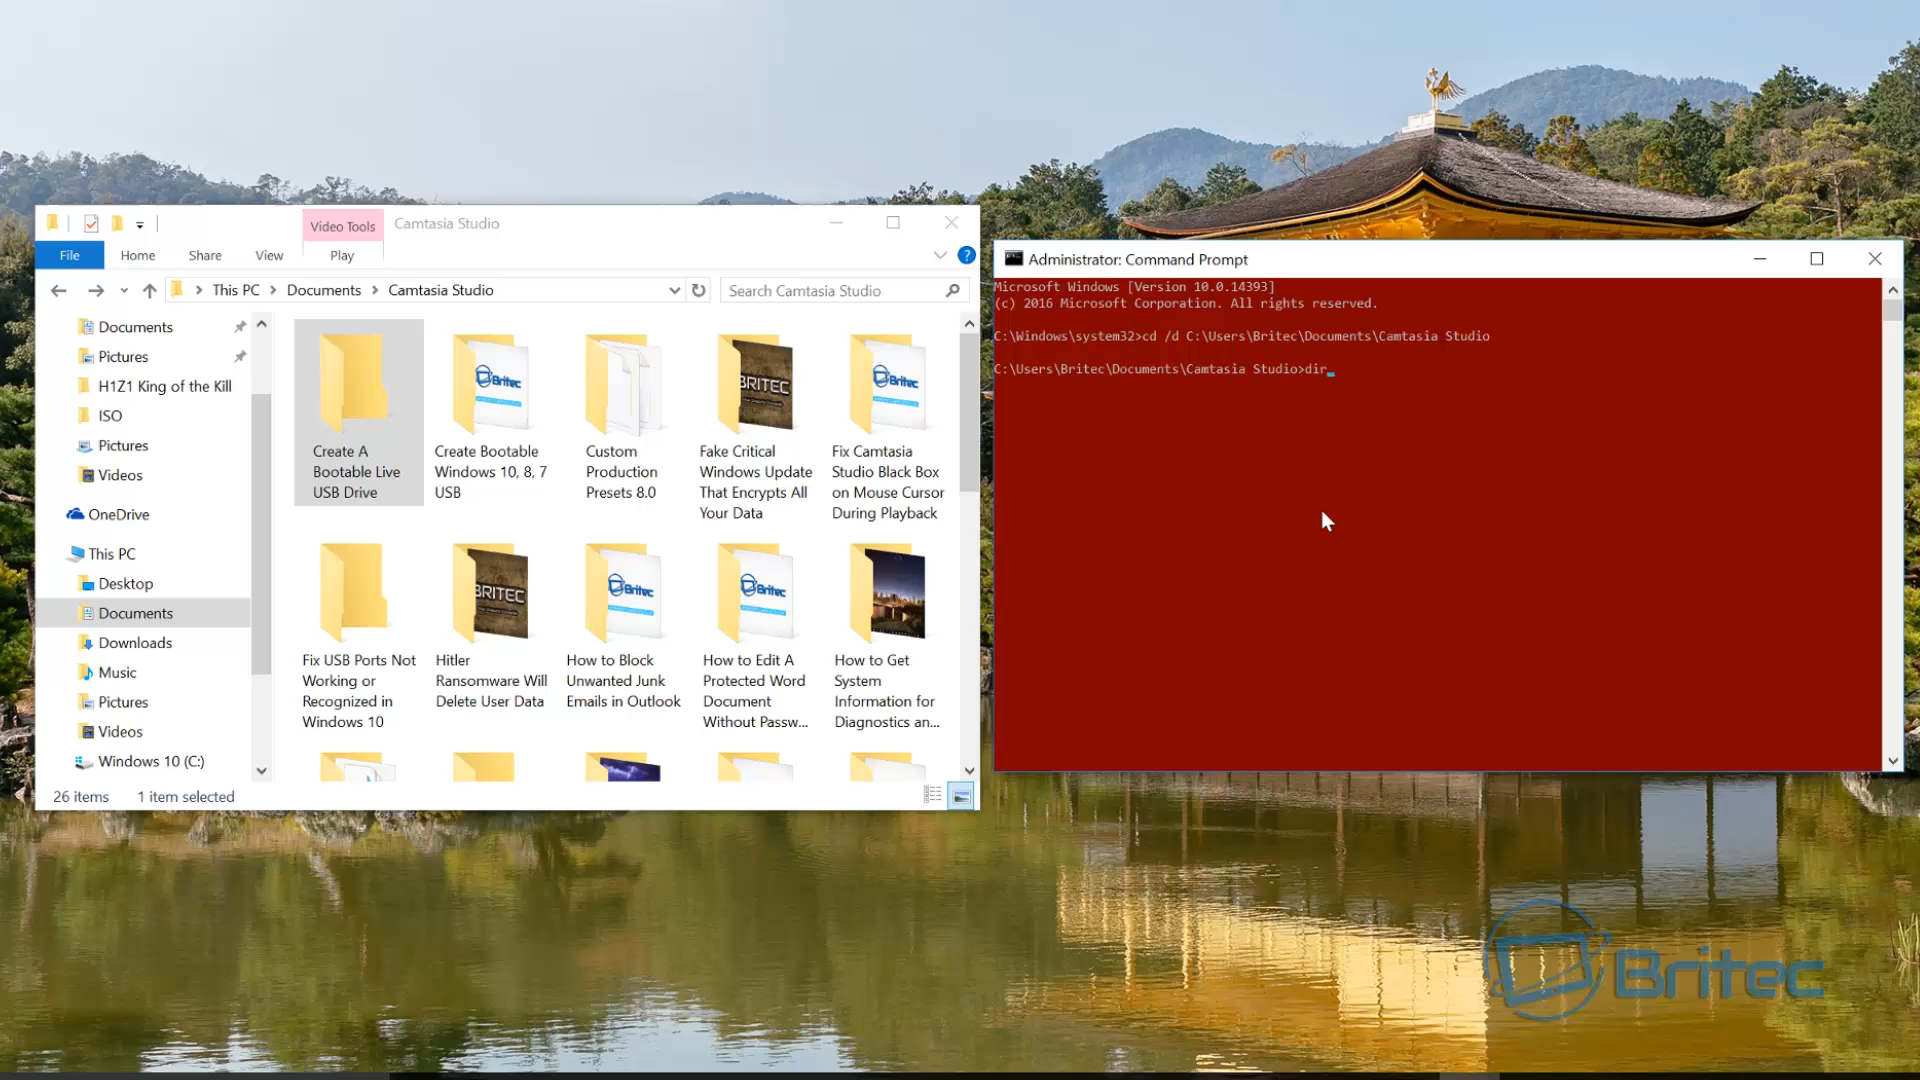 Video Tools
Camtasia Studio
File
Home
Share
View
Play
This PC
Documents
Camtasia Studio
Search Camtasia Studio
Documents
Pictures
H1Z1 King of the Kill
ISO
Pictures
Videos
OneDrive
This PC
Desktop
Documents
Downloads
Music
Pictures
Videos
Windows 10 (C:)
Britec
BRITEC
Britec
Create A
Bootable Live
USB Drive
Create Bootable
Windows 10, 8, 7
USB
Custom
Production
Presets 8.0
Fake Critical
Windows Update
That Encrypts All
Your Data
Fix Camtasia
Studio Black Box
on Mouse Cursor
During Playback
BRITEC
Britec
Britec
Fix USB Ports Not
Working or
Recognized in
Windows 10
Hitler
Ransomware Will
Delete User Data
How to Block
Unwanted Junk
Emails in Outlook
How to Edit A
Protected Word
Document
Without Passw...
How to Get
System
Information for
Diagnostics an...
26 items
1 item selected
Administrator: Command Prompt
Microsoft Windows [Version 10.0.14393]
(c) 2016 Microsoft Corporation. All rights reserved.
C:\Windows\system32>cd /d C:\Users\Britec\Documents\Camtasia Studio
C:\Users\Britec\Documents\Camtasia Studio>dir
Britec